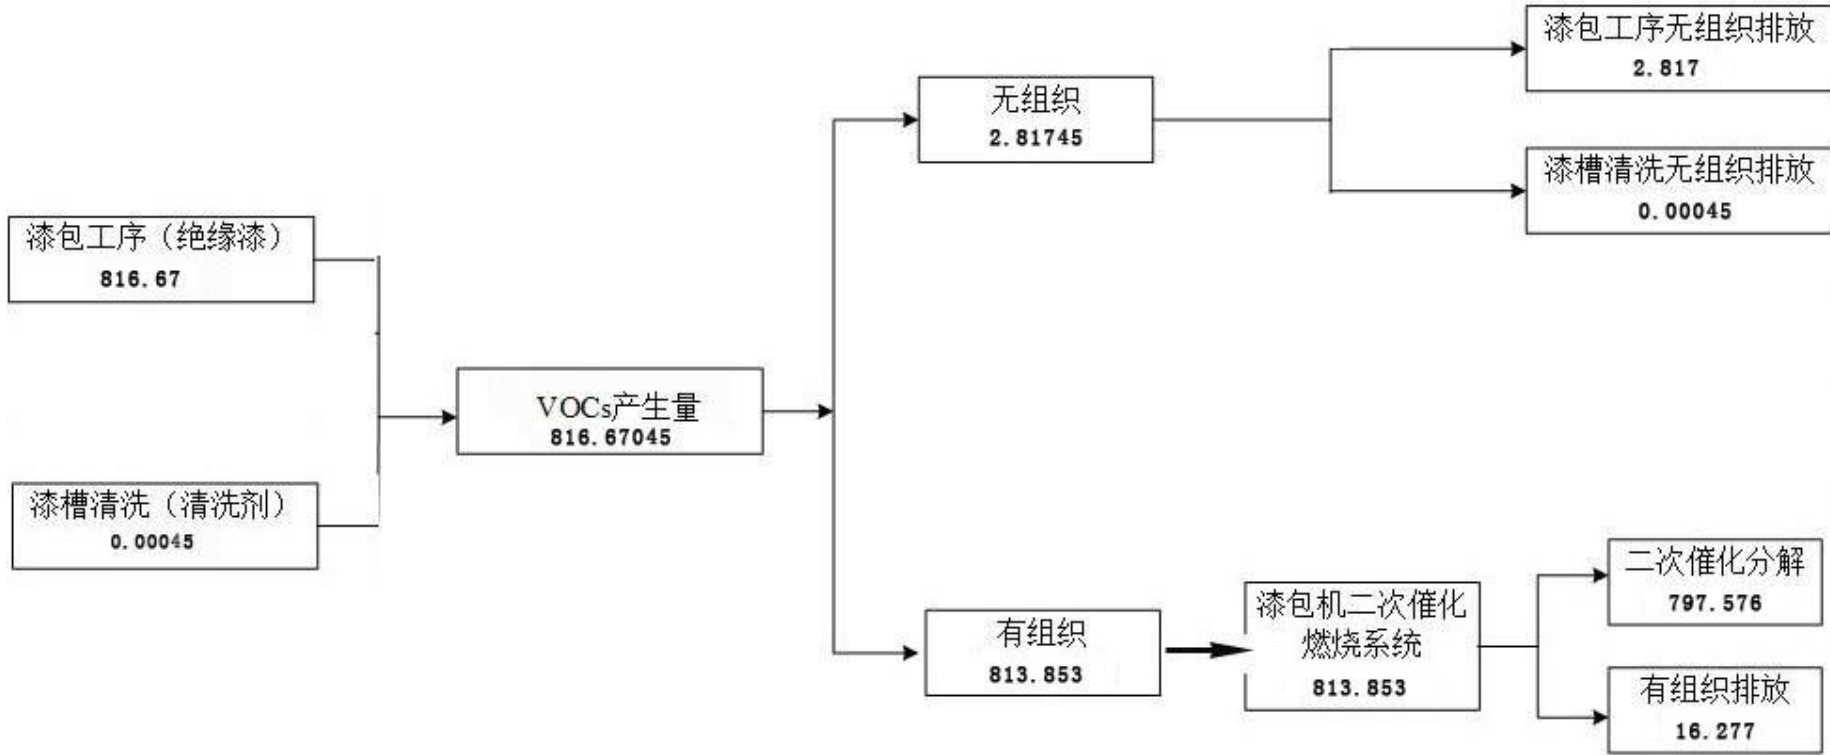 漆包工序（绝缘漆）
816.67
漆槽清洗（清洗剂）
0.00045
VOCs产生量
816.67045
无组织
2.81745
漆包工序无组织排放
2.817
漆槽清洗无组织排放
0.00045
有组织
813.853
漆包机二次催化
燃烧系统
813.853
二次催化分解
797.576
有组织排放
16.277